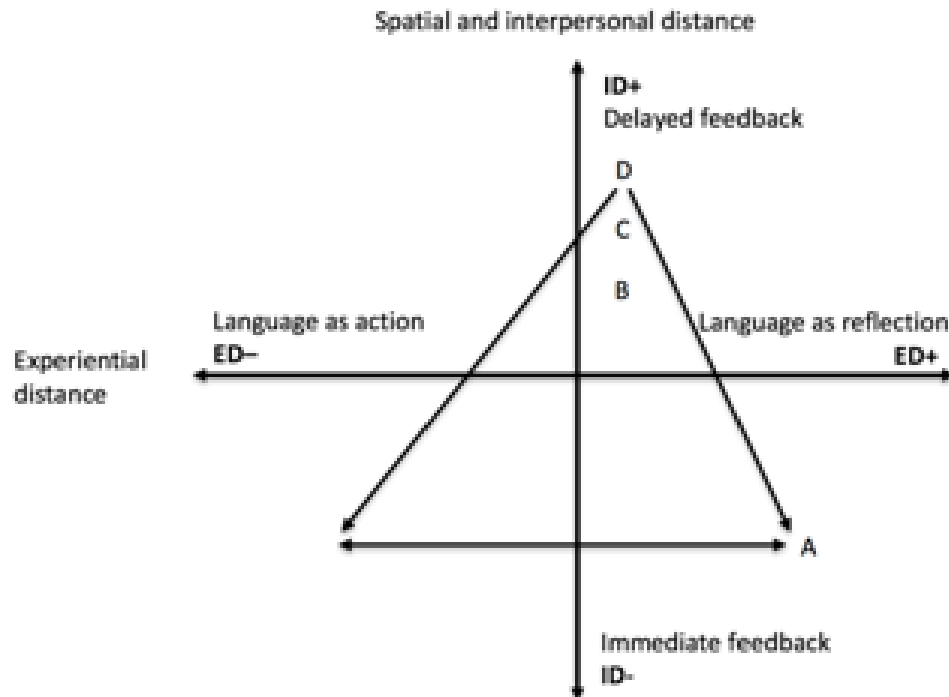 Spatial and interpersonal distance
ID+
Delayed feedback
D
C
B
Language as action
ED–
Language as reflection
ED+
Experiential
distance
A
Immediate feedback
ID-